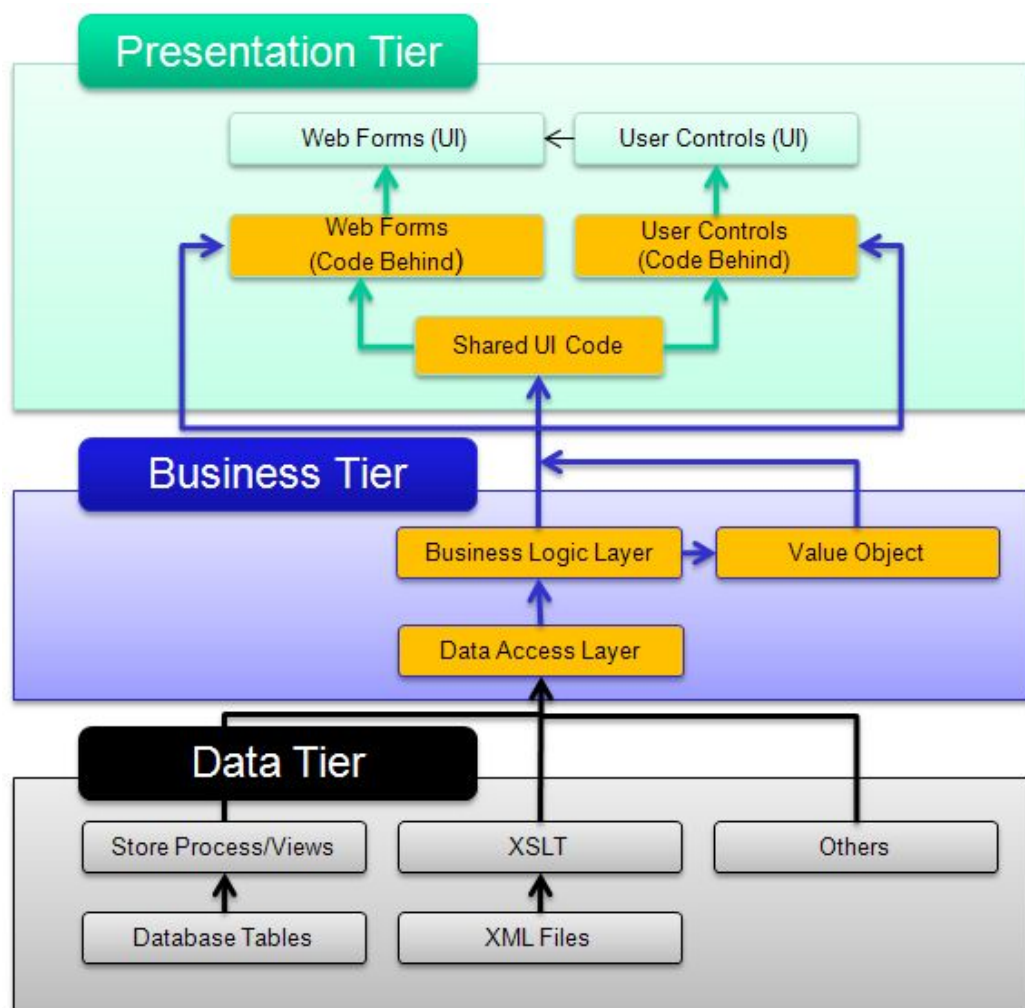 Presentation Tier
Web Forms (UI)
User Controls (UI)
Web Forms
(Code Behind)
User Controls
(Code Behind)
Shared UI Code
Business Tier
Business Logic Layer
Value Object
Data Access Layer
Data Tier
Store Process/Views
XSLT
Others
Database Tables
XML Files